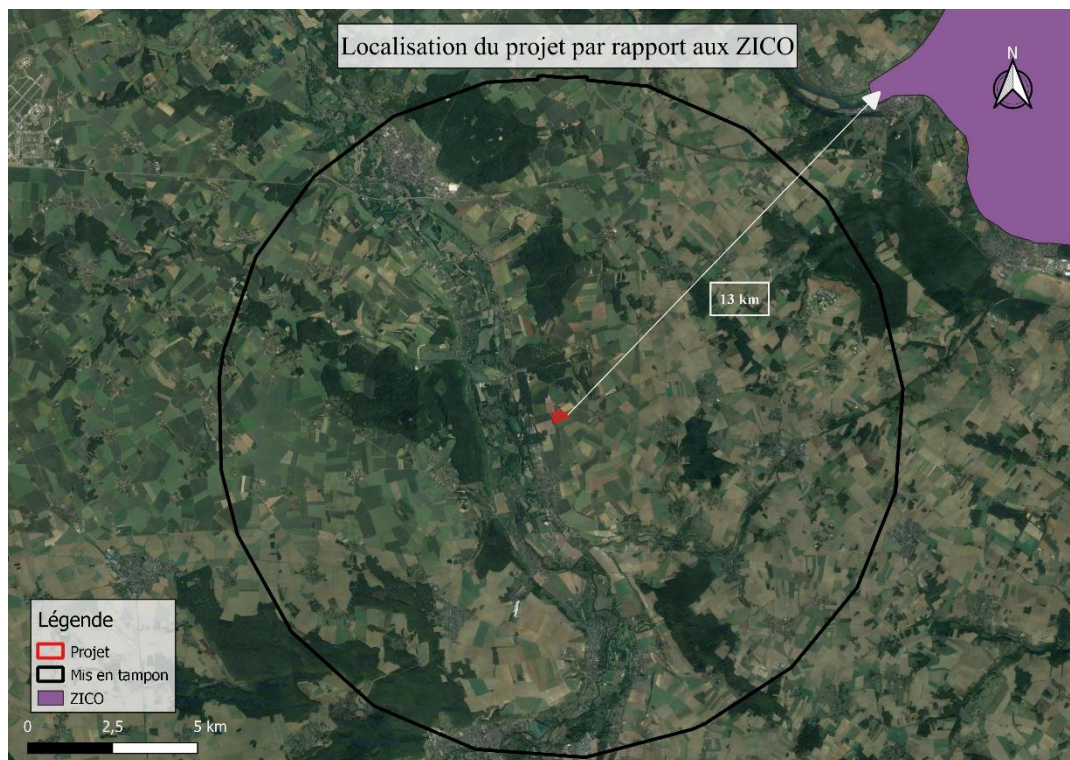 Localisation du projet par rapport aux ZICO
N
13 km
Légende
Projet
Mis en tampon
ZICO
0 2,5 5 km